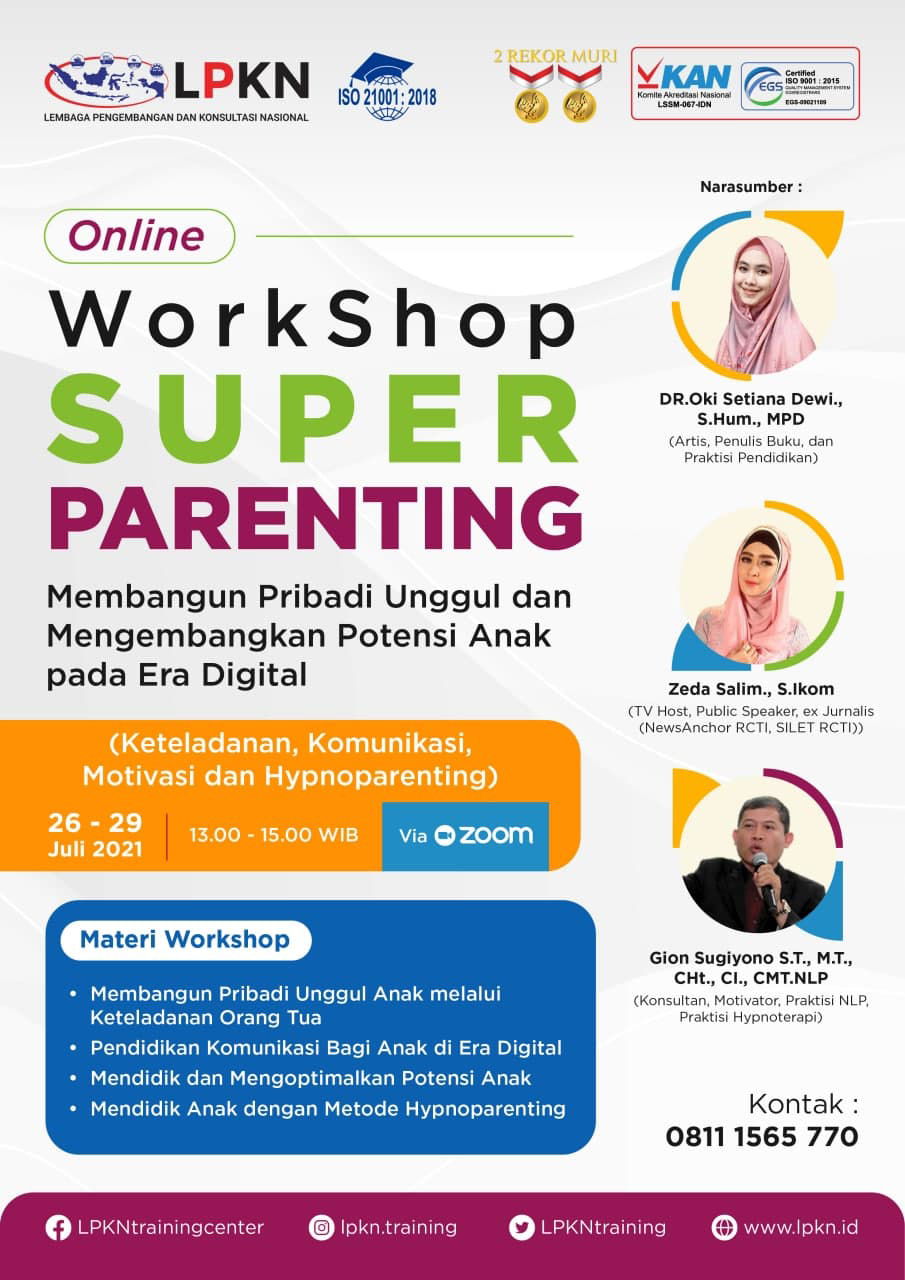 LPKN
LEMBAGA PENGEMBANGAN DAN KONSULTASI NASIONAL
ISO 21001 : 2018
2 REKOR MURI
KAN
Komite Akreditasi Nasional
LSSM-067-IDN
EGS
Certified
ISO 9001 : 2015
QUALITY MANAGEMENT SYSTEM
EGS-09021109
Online
WorkShop
SUPER
PARENTING
Membangun Pribadi Unggul dan
Mengembangkan Potensi Anak
pada Era Digital
(Keteladanan, Komunikasi,
Motivasi dan Hypnoparenting)
26 - 29
Juli 2021
13.00 - 15.00 WIB
Via zoom
Materi Workshop
• Membangun Pribadi Unggul Anak melalui
Keteladanan Orang Tua
• Pendidikan Komunikasi Bagi Anak di Era Digital
• Mendidik dan Mengoptimalkan Potensi Anak
• Mendidik Anak dengan Metode Hypnoparenting
Narasumber :
DR.Oki Setiana Dewi.,
S.Hum., MPD
(Artis, Penulis Buku, dan
Praktisi Pendidikan)
Zeda Salim., S.Ikom
(TV Host, Public Speaker, ex Jurnalis
(NewsAnchor RCTI, SILET RCTI))
Gion Sugiyono S.T., M.T.,
CHt., CI., CMT.NLP
(Konsultan, Motivator, Praktisi NLP,
Praktisi Hypnoterapi)
Kontak :
0811 1565 770
LPKNtrainingcenter
lpkn.training
LPKNtraining
www.lpkn.id